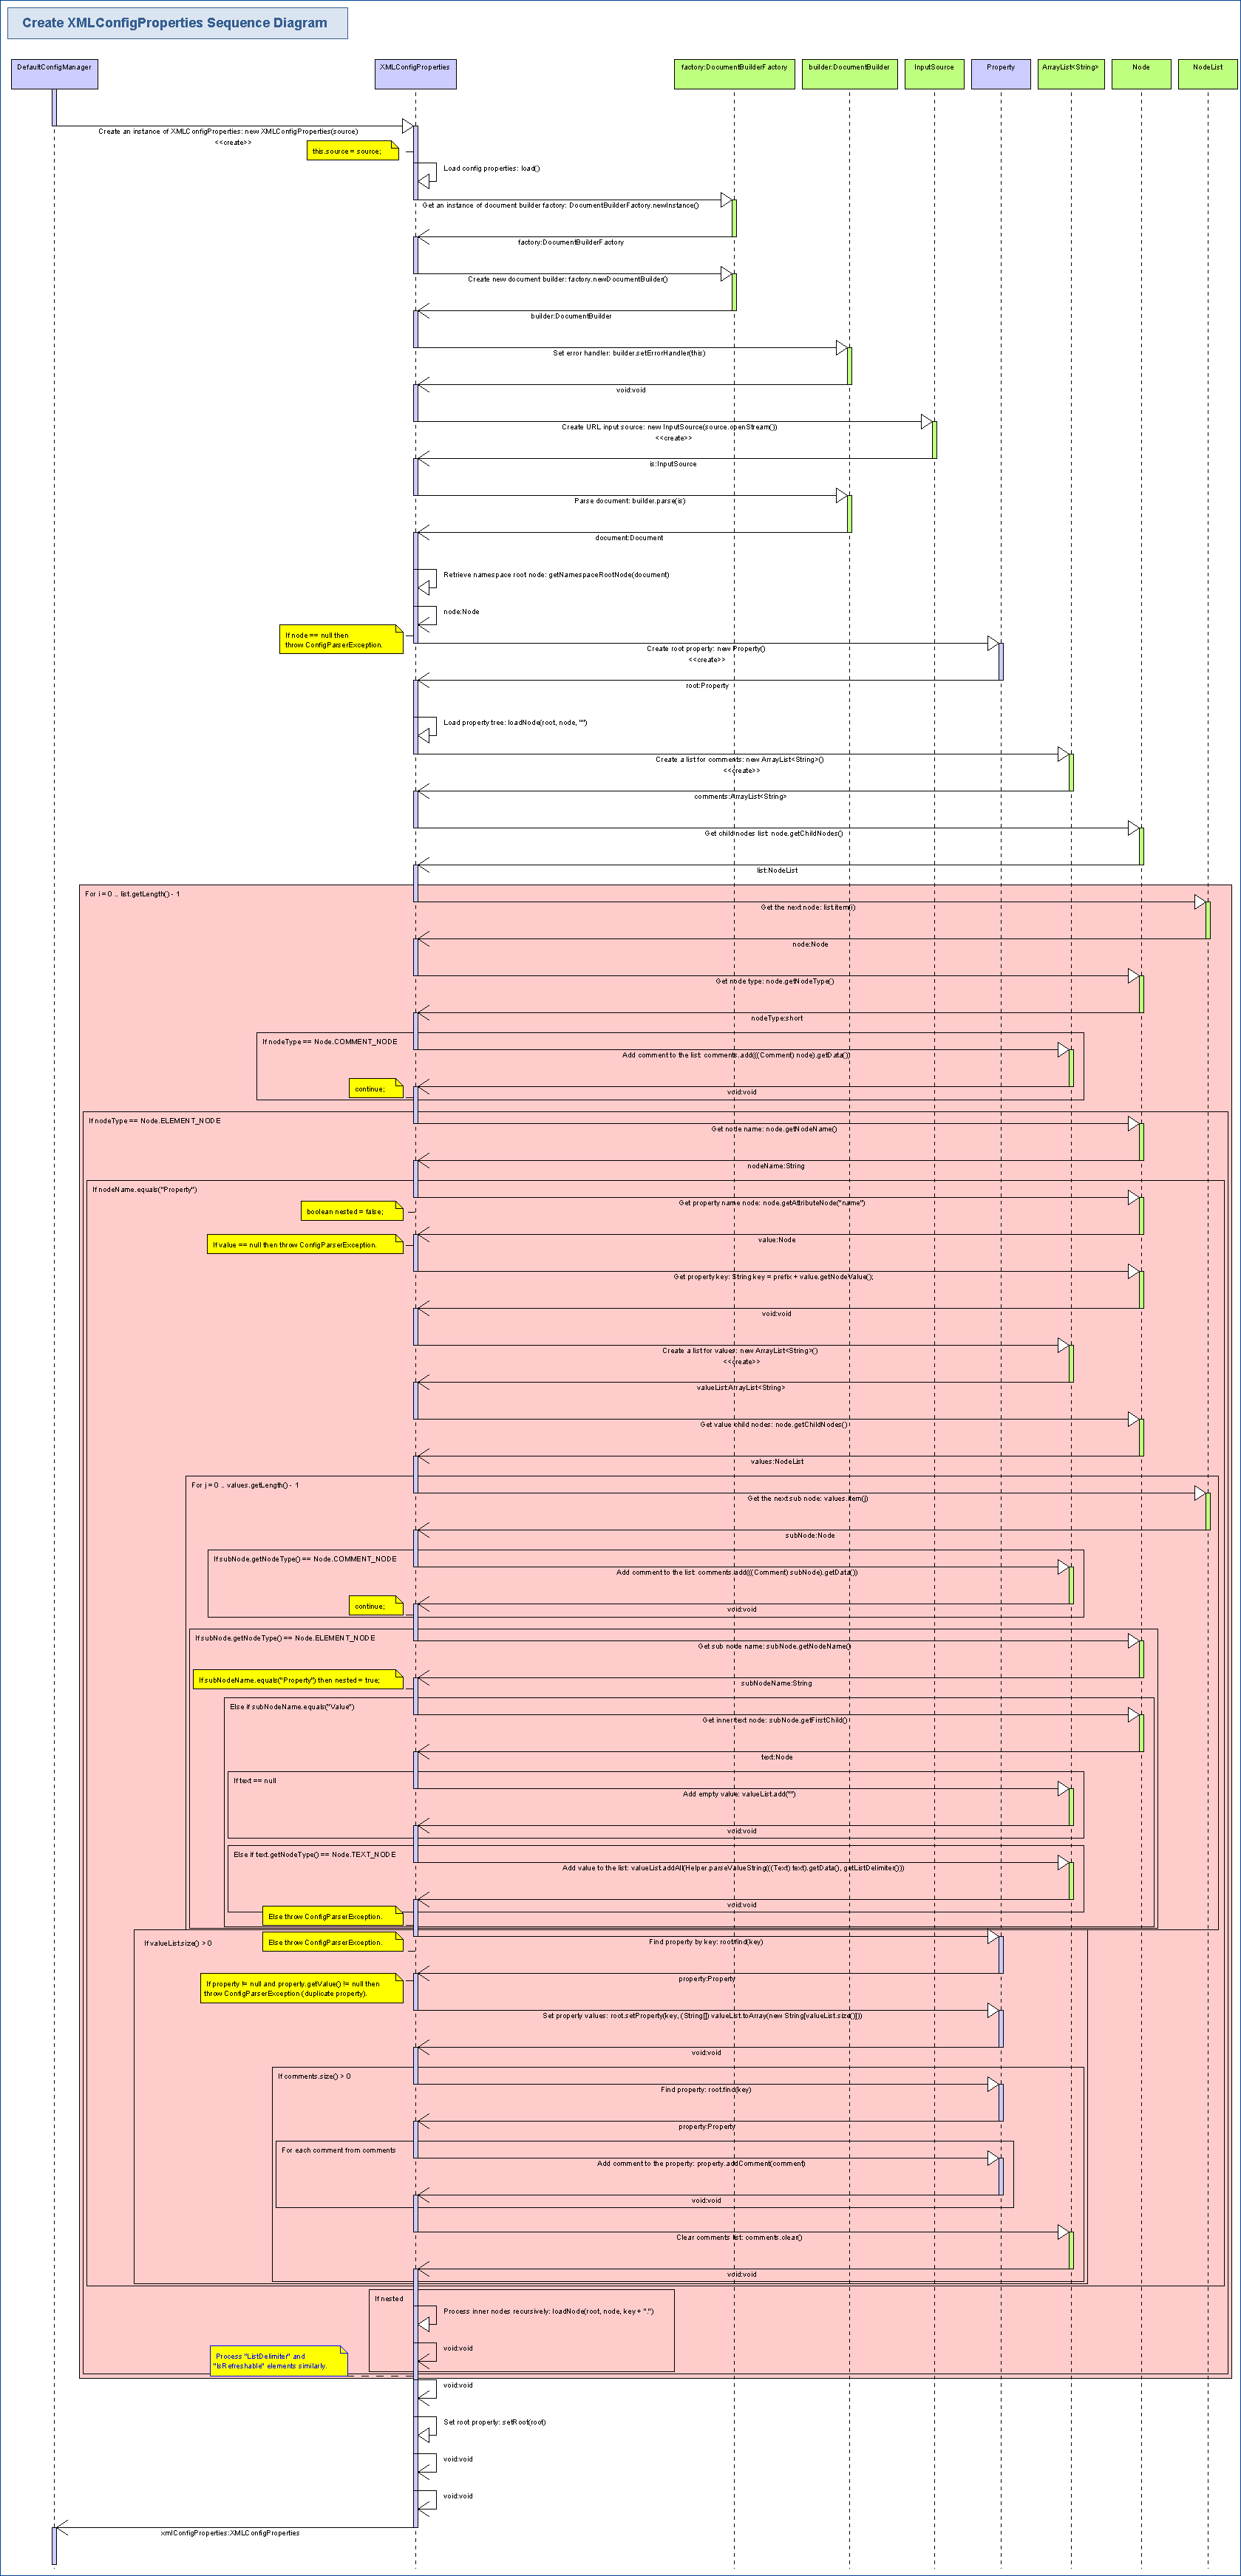 Create XMLConfigProperties Sequence Diagram
DefaultConfigManager
XMLConfigProperties
factory:DocumentBuilderFactory
builder:DocumentBuilder
InputSource
Property
ArrayList<String>
Node
NodeList
Create an instance of XMLConfigProperties: new XMLConfigProperties(source)
<<create>>
this.source = source;
Load config properties: load()
Get an instance of document builder factory: DocumentBuilderFactory.newInstance()
factory:DocumentBuilderFactory
Create new document builder: factory.newDocumentBuilder()
builder:DocumentBuilder
Set error handler: builder.setErrorHandler(this)
void:void
Create URL input source: new InputSource(source.openStream())
<<create>>
is:InputSource
Parse document: builder.parse(is)
document:Document
Retrieve namespace root node: getNamespaceRootNode(document)
node:Node
If node == null then
throw ConfigParserException.
Create root property: new Property()
<<create>>
root:Property
Load property tree: loadNode(root, node, "")
Create a list for comments: new ArrayList<String>()
<<create>>
comments:ArrayList<String>
Get child nodes list: node.getChildNodes()
list:NodeList
For i = 0 .. list.getLength() - 1
Get the next node: list.item(i)
node:Node
Get node type: node.getNodeType()
nodeType:short
If nodeType == Node.COMMENT_NODE
Add comment to the list: comments.add(((Comment) node).getData())
continue;
void:void
If nodeType == Node.ELEMENT_NODE
Get node name: node.getNodeName()
nodeName:String
If nodeName.equals("Property")
Get property name node: node.getAttributeNode("name")
boolean nested = false;
value:Node
If value == null then throw ConfigParserException.
Get property key: String key = prefix + value.getNodeValue();
void:void
Create a list for values: new ArrayList<String>()
<<create>>
valueList:ArrayList<String>
Get value child nodes: node.getChildNodes()
values:NodeList
For j = 0 .. values.getLength() - 1
Get the next sub node: values.item(j)
subNode:Node
If subNode.getNodeType() == Node.COMMENT_NODE
Add comment to the list: comments.add(((Comment) subNode).getData())
continue;
void:void
If subNode.getNodeType() == Node.ELEMENT_NODE
Get sub node name: subNode.getNodeName()
If subNodeName.equals("Property") then nested = true;
subNodeName:String
Else if subNodeName.equals("Value")
Get inner text node: subNode.getFirstChild()
text:Node
If text == null
Add empty value: valueList.add("")
void:void
Else if text.getNodeType() == Node.TEXT_NODE
Add value to the list: valueList.addAll(Helper.parseValueString(((Text) text).getData(), getListDelimiter()))
void:void
Else throw ConfigParserException.
If valueList.size() > 0
Else throw ConfigParserException.
Find property by key: root.find(key)
property:Property
If property != null and property.getValue() != null then
throw ConfigParserException (duplicate property).
Set property values: root.setProperty(key, (String[]) valueList.toArray(new String[valueList.size()]))
void:void
If comments.size() > 0
Find property: root.find(key)
property:Property
For each comment from comments
Add comment to the property: property.addComment(comment)
void:void
Clear comments list: comments.clear()
void:void
If nested
Process inner nodes recursively: loadNode(root, node, key + ".")
void:void
Process "ListDelimiter" and
"IsRefreshable" elements similarly.
void:void
Set root property: setRoot(root)
void:void
void:void
xmlConfigProperties:XMLConfigProperties